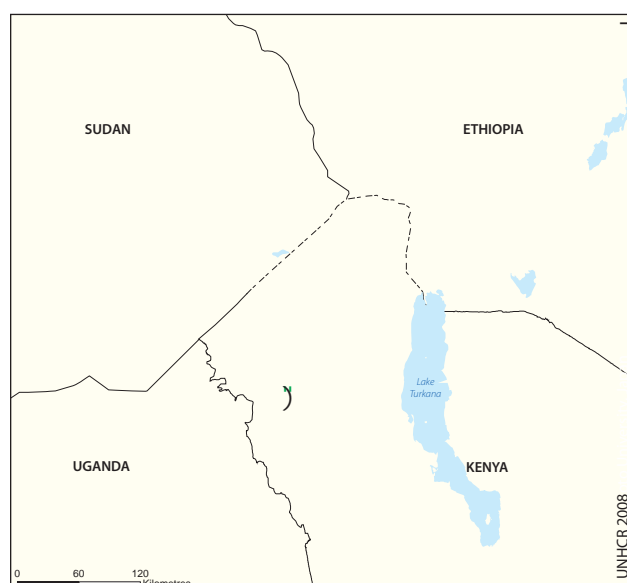 SUDAN
ETHIOPIA
Lake
Turkana
UGANDA
KENYA
UNHCR 2008
0 60 120
Kilometres